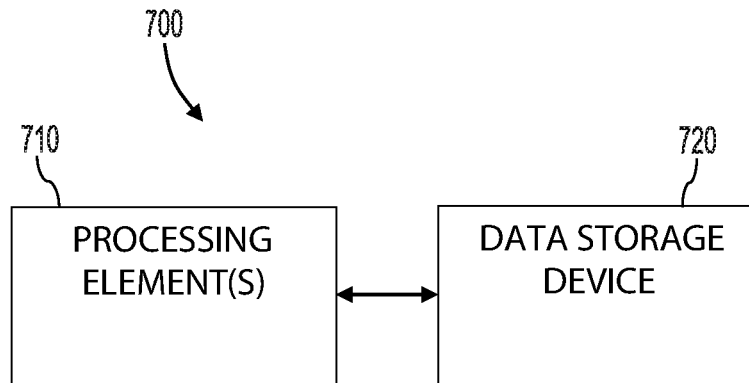 700
710
720
PROCESSING
ELEMENT(S)
DATA STORAGE
DEVICE